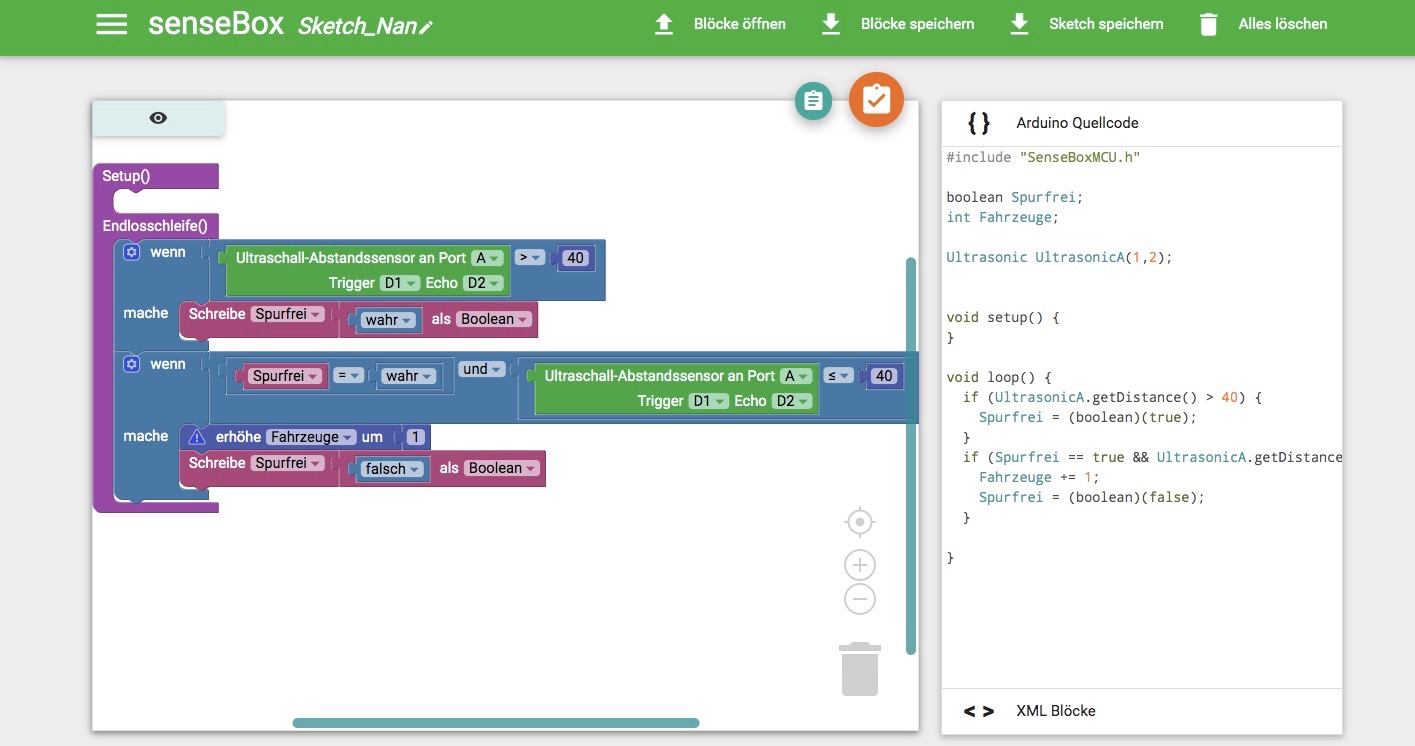 senseBox Sketch_Nan
Blöcke öffnen
Blöcke speichern
Sketch speichern
Alles löschen
Setup()
Endlosschleife()
wenn Ultraschall-Abstandssensor an Port A > 40
Trigger D1 Echo D2
mache Schreibe Spurfrei wahr als Boolean
wenn Spurfrei = wahr und Ultraschall-Abstandssensor an Port A ≤ 40
Trigger D1 Echo D2
mache erhöhe Fahrzeuge um 1
Schreibe Spurfrei falsch als Boolean
{ } Arduino Quellcode
#include "SenseBoxMCU.h"
boolean Spurfrei;
int Fahrzeuge;
Ultrasonic UltrasonicA(1,2);
void setup() {
}
void loop() {
if (UltrasonicA.getDistance() > 40) {
Spurfrei = (boolean)(true);
}
if (Spurfrei == true && UltrasonicA.getDistance
Fahrzeuge += 1;
Spurfrei = (boolean)(false);
}
}
< > XML Blöcke